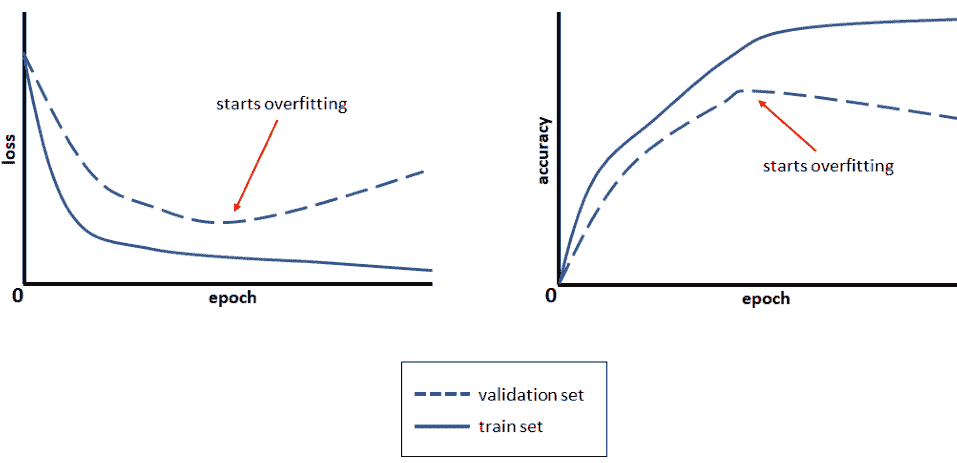 starts overfitting
loss
0
epoch
accuracy
starts overfitting
0
epoch
validation set
train set